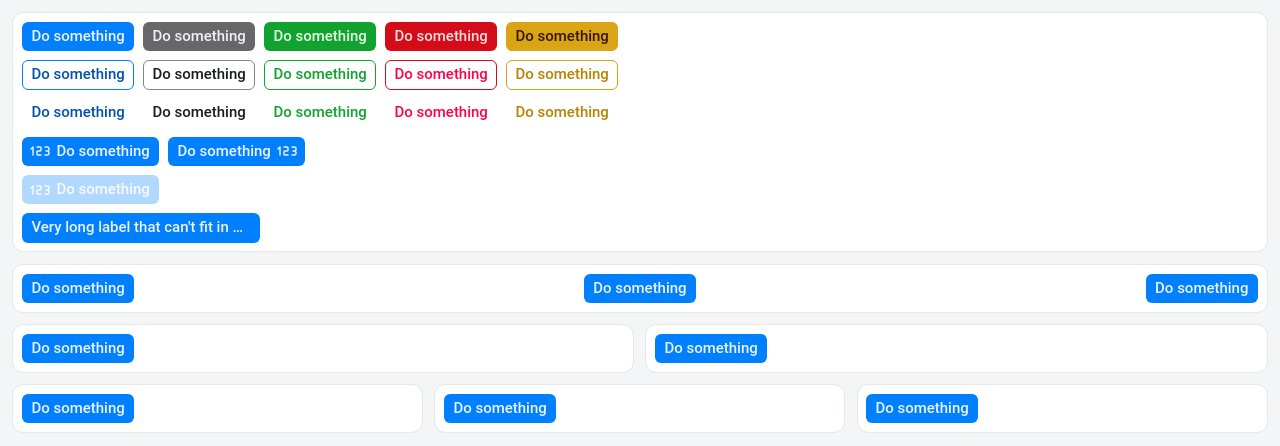 Do something Do something Do something Do something Do something
Do something Do something Do something Do something Do something
Do something Do something Do something Do something Do something
123 Do something Do something 123
123 Do something
Very long label that can't fit in ...
Do something Do something Do something
Do something Do something
Do something Do something Do something